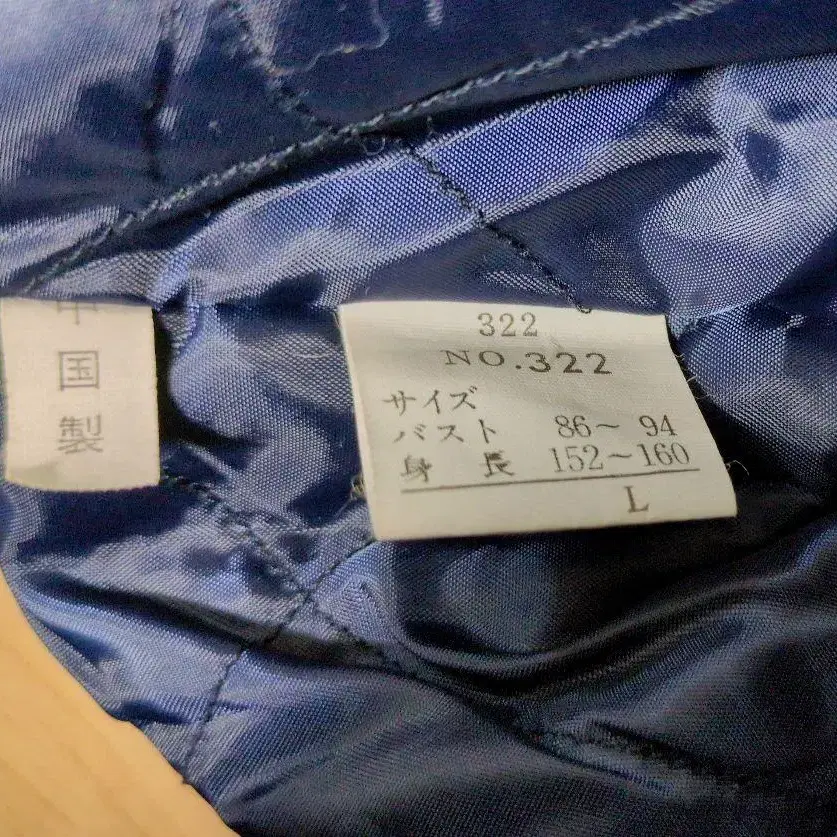 中
国
製
322
NO.322
サイズ
バスト 86～94
身長 152～160
L